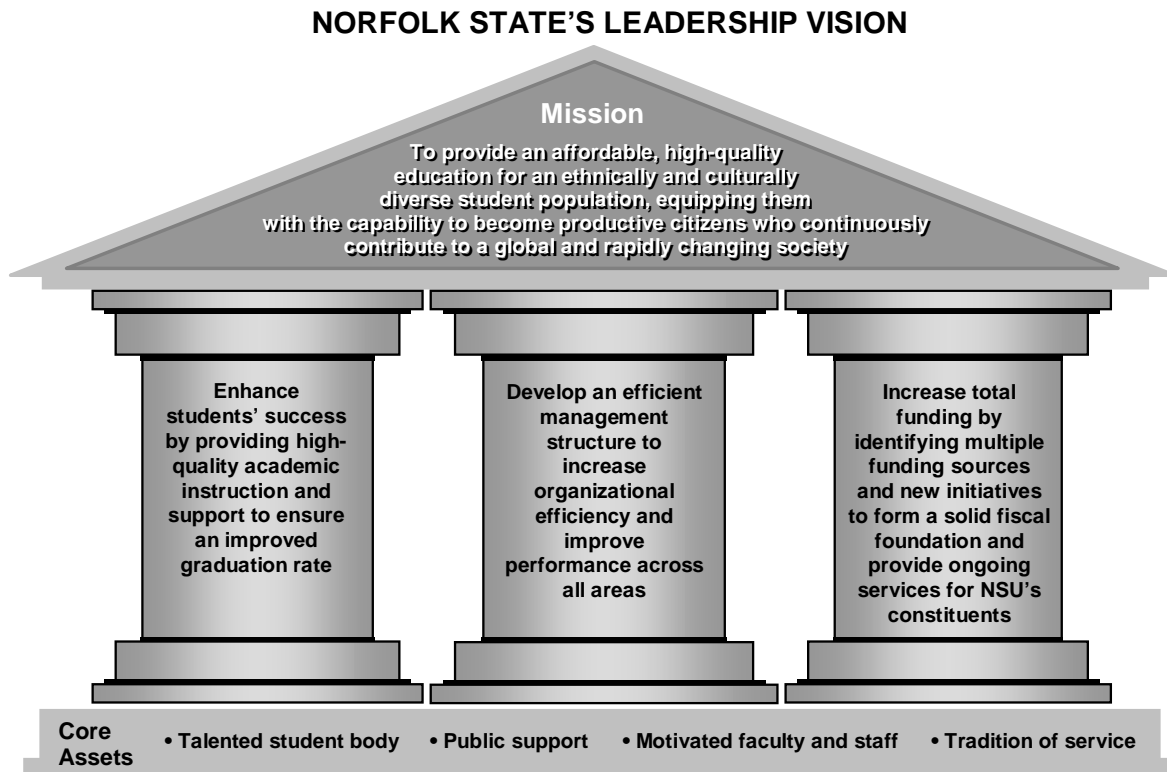 NORFOLK STATE’S LEADERSHIP VISION
Mission
To provide an affordable, high-quality
education for an ethnically and culturally
diverse student population, equipping them
with the capability to become productive citizens who continuously
contribute to a global and rapidly changing society
Enhance
students’ success
by providing high-
quality academic
instruction and
support to ensure
an improved
graduation rate
Develop an efficient
management
structure to
increase
organizational
efficiency and
improve
performance across
all areas
Increase total
funding by
identifying multiple
funding sources
and new initiatives
to form a solid fiscal
foundation and
provide ongoing
services for NSU’s
constituents
Core
Assets
• Talented student body • Public support • Motivated faculty and staff • Tradition of service